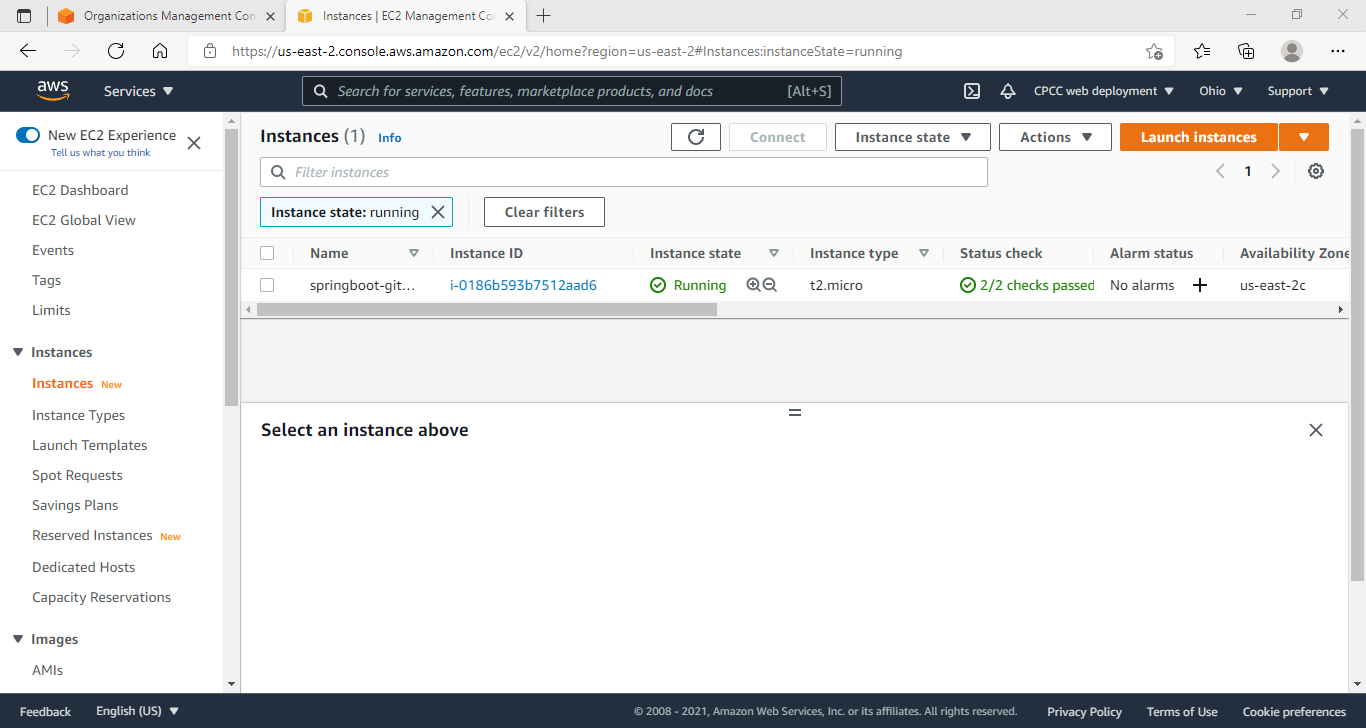 Organizations Management Con
Instances | EC2 Management Co
https://us-east-2.console.aws.amazon.com/ec2/v2/home?region=us-east-2#Instances:instanceState=running
aws
Services
Search for services, features, marketplace products, and docs
[Alt+S]
CPCC web deployment
Ohio
Support
New EC2 Experience
Tell us what you think
EC2 Dashboard
EC2 Global View
Events
Tags
Limits
Instances
Instances New
Instance Types
Launch Templates
Spot Requests
Savings Plans
Reserved Instances New
Dedicated Hosts
Capacity Reservations
Images
AMIs
Instances (1) Info
Connect
Instance state
Actions
Launch instances
Filter instances
1
Instance state: running
Clear filters
Name Instance ID Instance state Instance type Status check Alarm status Availability Zone
springboot-git... i-0186b593b7512aad6 Running t2.micro 2/2 checks passed No alarms us-east-2c
Select an instance above
Feedback
English (US)
© 2008 - 2021, Amazon Web Services, Inc. or its affiliates. All rights reserved.
Privacy Policy
Terms of Use
Cookie preferences